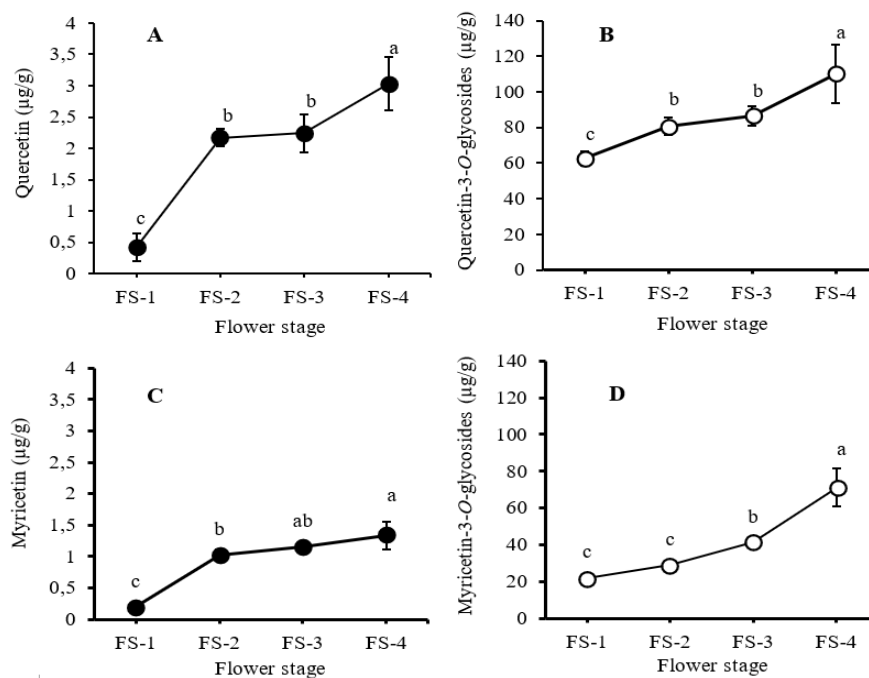 A
Quercetin (µg/g)
4
3,5
3
2,5
2
1,5
1
0,5
0
c
b
b
a
FS-1 FS-2 FS-3 FS-4
Flower stage
B
Quercetin-3-O-glycosides (µg/g)
140
120
100
80
60
40
20
0
c
b
b
a
FS-1 FS-2 FS-3 FS-4
Flower stage
C
Myricetin (µg/g)
4
3,5
3
2,5
2
1,5
1
0,5
0
c
b
ab
a
FS-1 FS-2 FS-3 FS-4
Flower stage
D
Myricetin-3-O-glycosides (µg/g)
140
120
100
80
60
40
20
0
c
c
b
a
FS-1 FS-2 FS-3 FS-4
Flower stage